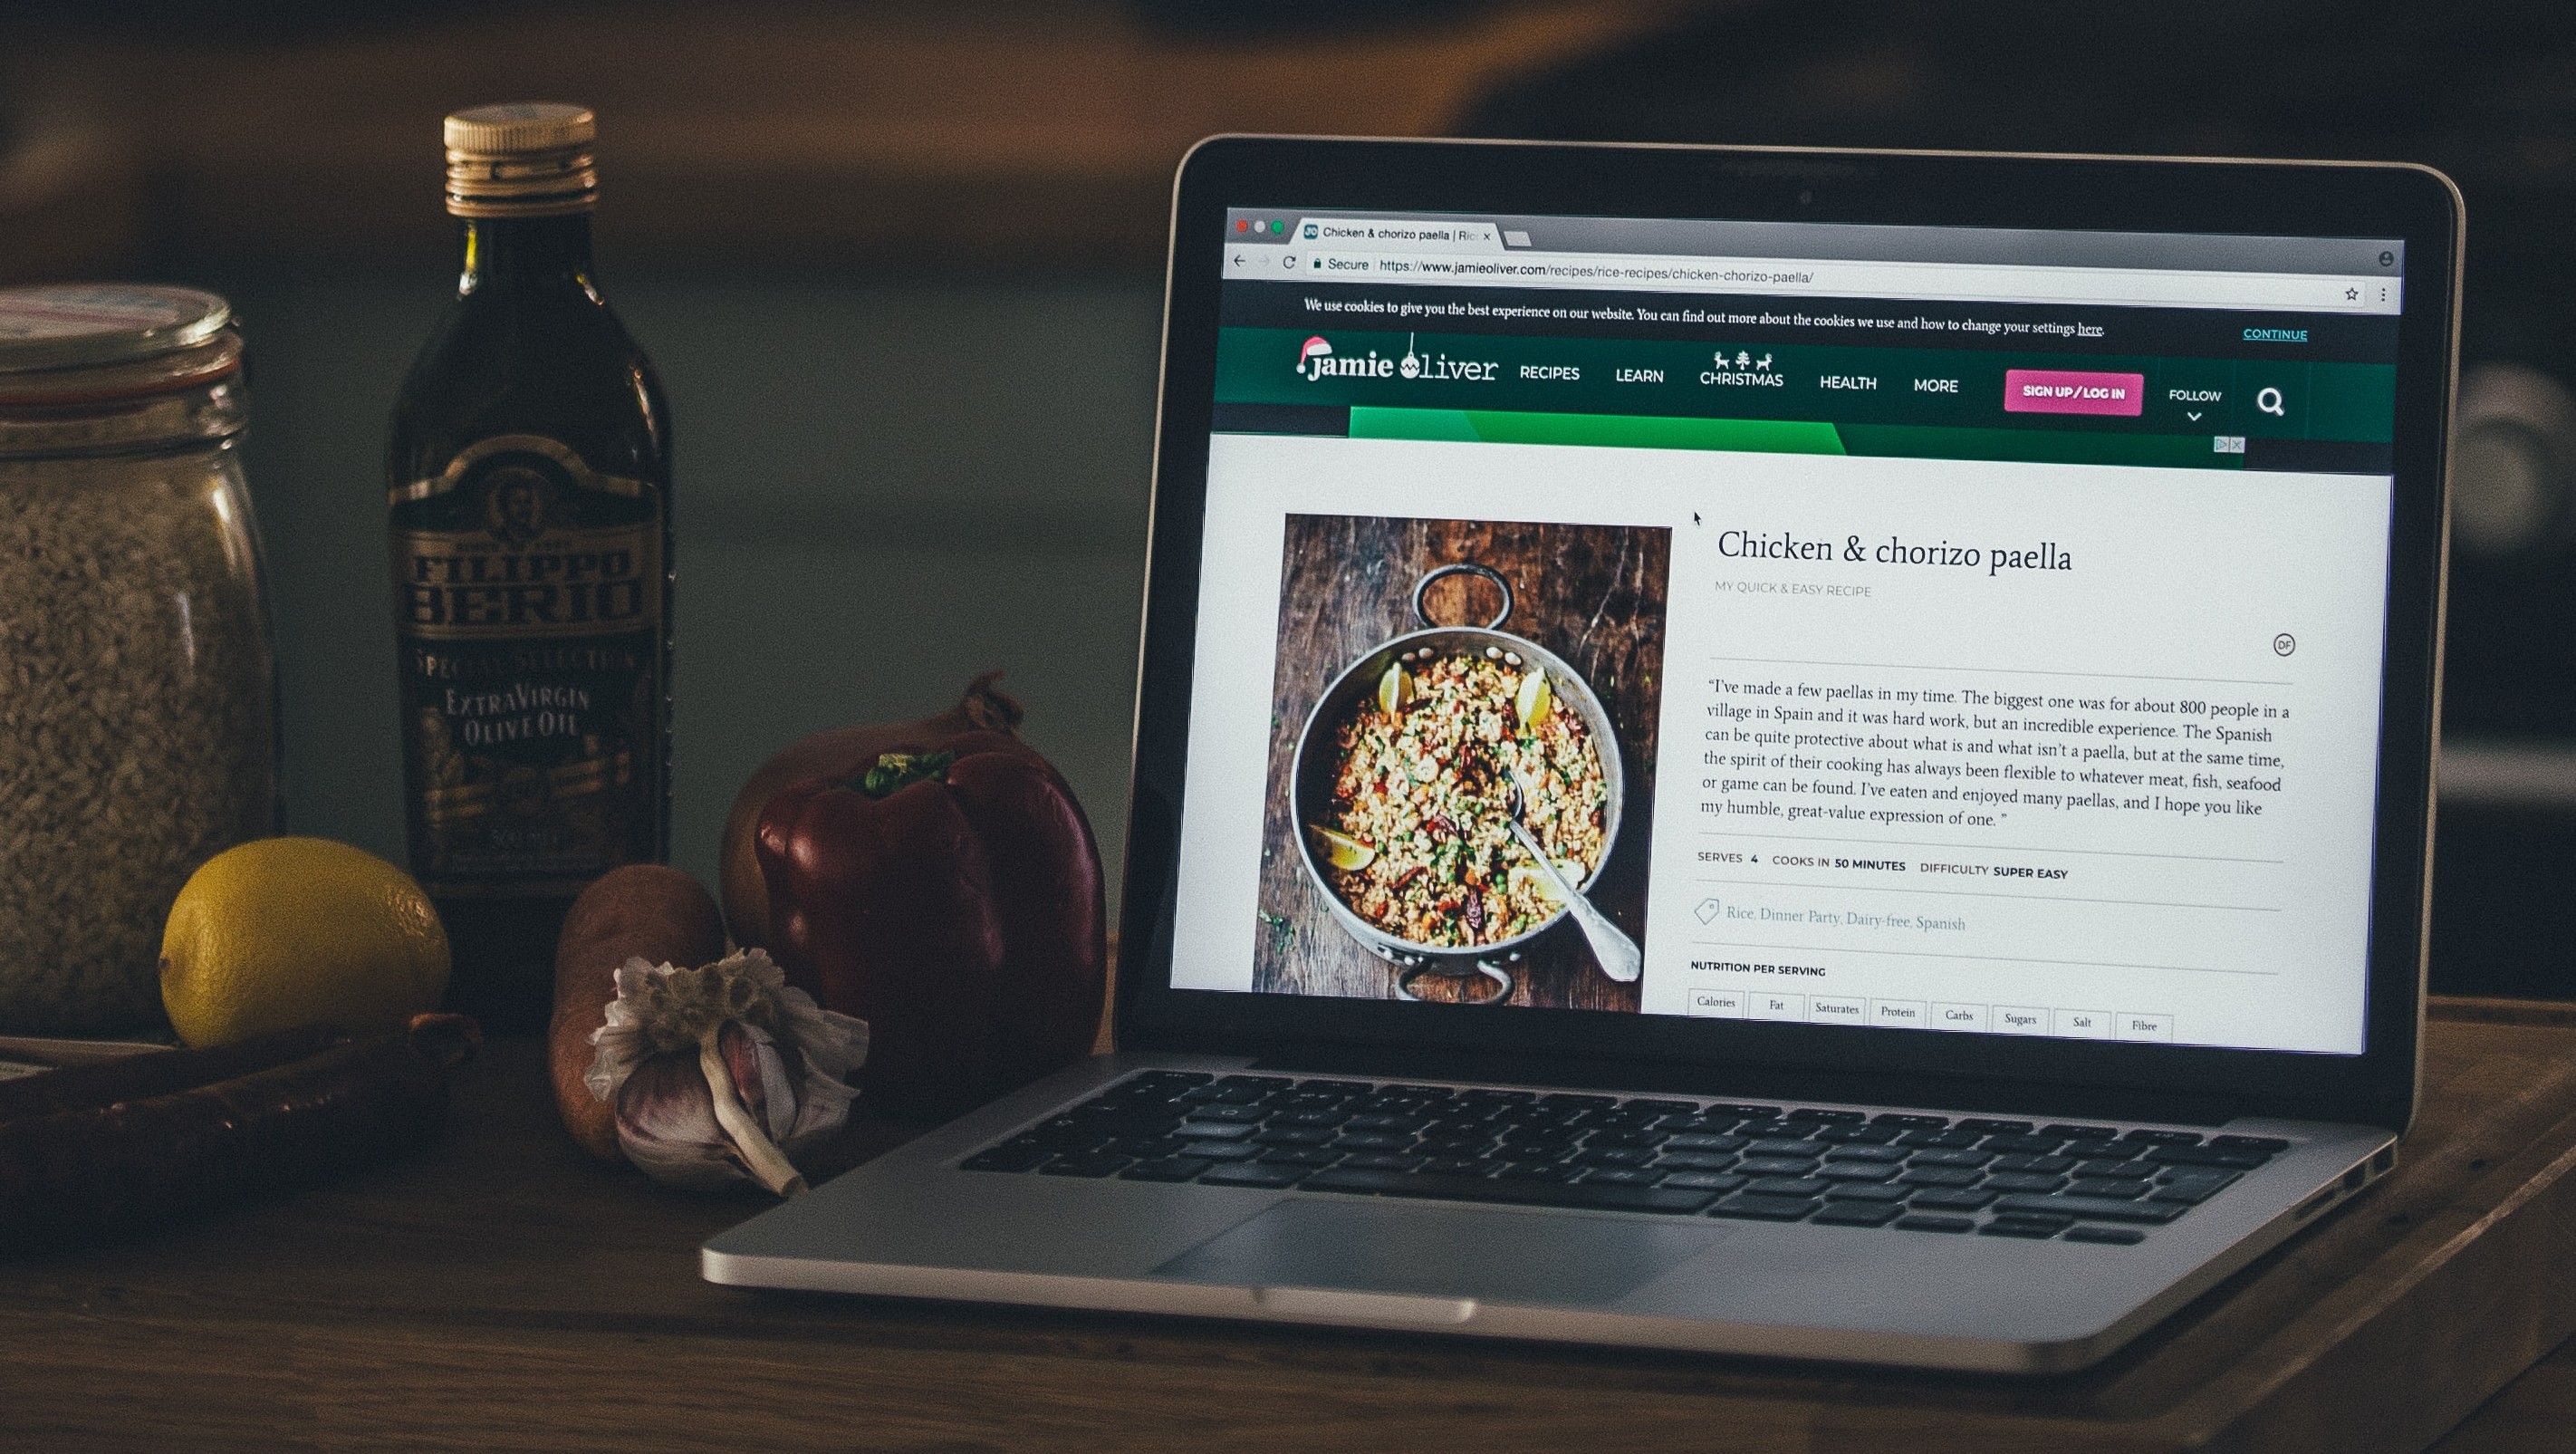 FILIPPO
BERIO
SPECIAL SELECTION
EXTRA VIRGIN
OLIVE OIL
Chicken & chorizo paella | Ric
Secure https://www.jamieoliver.com/recipes/rice-recipes/chicken-chorizo-paella/
We use cookies to give you the best experience on our website. You can find out more about the cookies we use and how to change your settings here.
CONTINUE
jamie oliver RECIPES LEARN CHRISTMAS HEALTH MORE SIGN UP/LOG IN FOLLOW
Chicken & chorizo paella
MY QUICK & EASY RECIPE
DF
“I've made a few paellas in my time. The biggest one was for about 800 people in a
village in Spain and it was hard work, but an incredible experience. The Spanish
can be quite protective about what is and what isn't a paella, but at the same time,
the spirit of their cooking has always been flexible to whatever meat, fish, seafood
or game can be found. I've eaten and enjoyed many paellas, and I hope you like
my humble, great-value expression of one. ”
SERVES 4 COOKS IN 50 MINUTES DIFFICULTY SUPER EASY
Rice, Dinner Party, Dairy-free, Spanish
NUTRITION PER SERVING
Calories Fat Saturates Protein Carbs Sugars Salt Fibre